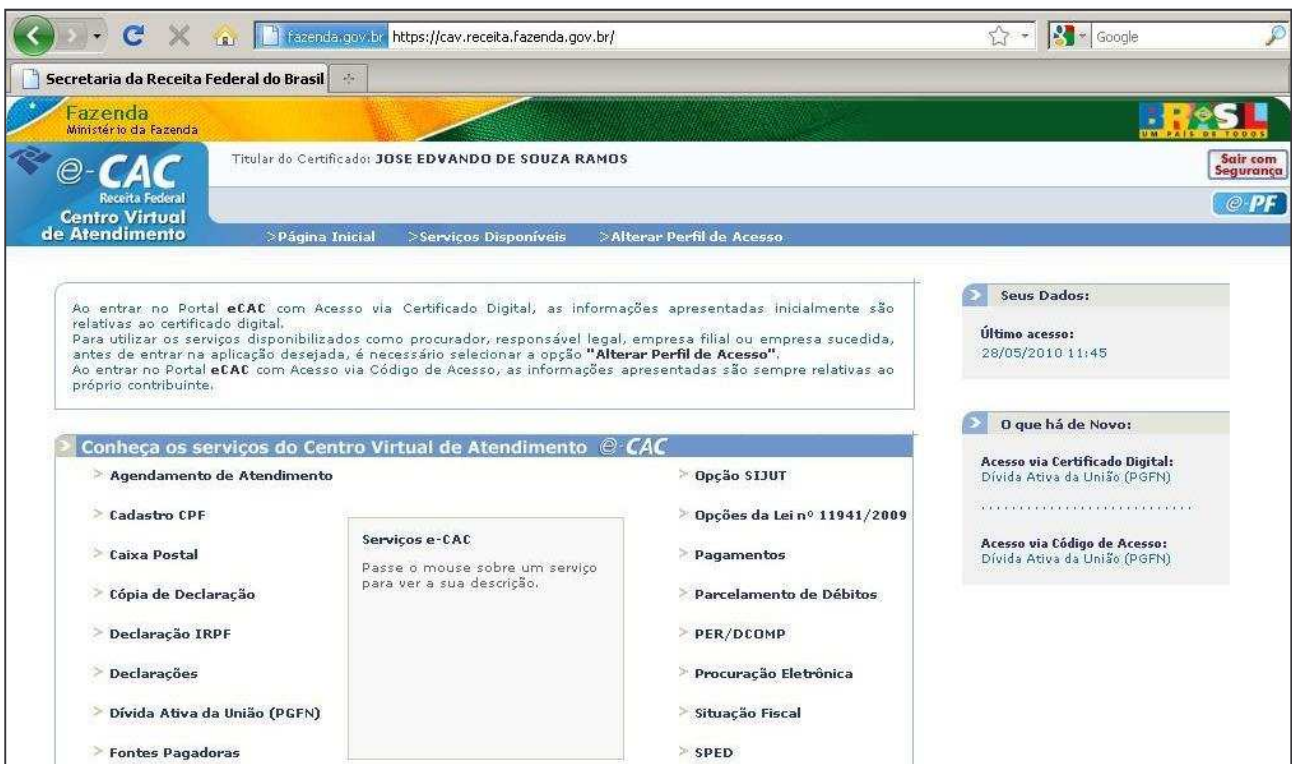 fazenda.gov.br https://cav.receita.fazenda.gov.br/ Google
Secretaria da Receita Federal do Brasil
Fazenda
Ministério da Fazenda
BRASIL
UM PAÍS DE TODOS
e-CAC
Receita Federal
Centro Virtual
de Atendimento
Titular do Certificado: JOSE EDVANDO DE SOUZA RAMOS
Sair com
Segurança
e-PF
>Página Inicial >Serviços Disponíveis >Alterar Perfil de Acesso
Ao entrar no Portal eCAC com Acesso via Certificado Digital, as informações apresentadas inicialmente são
relativas ao certificado digital.
Para utilizar os serviços disponibilizados como procurador, responsável legal, empresa filial ou empresa sucedida,
antes de entrar na aplicação desejada, é necessário selecionar a opção "Alterar Perfil de Acesso".
Ao entrar no Portal eCAC com Acesso via Código de Acesso, as informações apresentadas são sempre relativas ao
próprio contribuinte.
Conheça os serviços do Centro Virtual de Atendimento e-CAC
> Agendamento de Atendimento
> Cadastro CPF
> Caixa Postal
> Cópia de Declaração
> Declaração IRPF
> Declarações
> Dívida Ativa da União (PGFN)
> Fontes Pagadoras
Serviços e-CAC
Passe o mouse sobre um serviço
para ver a sua descrição.
> Opção SIJUT
> Opções da Lei nº 11941/2009
> Pagamentos
> Parcelamento de Débitos
> PER/DCOMP
> Procuração Eletrônica
> Situação Fiscal
> SPED
Seus Dados:
Último acesso:
28/05/2010 11:45
O que há de Novo:
Acesso via Certificado Digital:
Dívida Ativa da União (PGFN)
Acesso via Código de Acesso:
Dívida Ativa da União (PGFN)